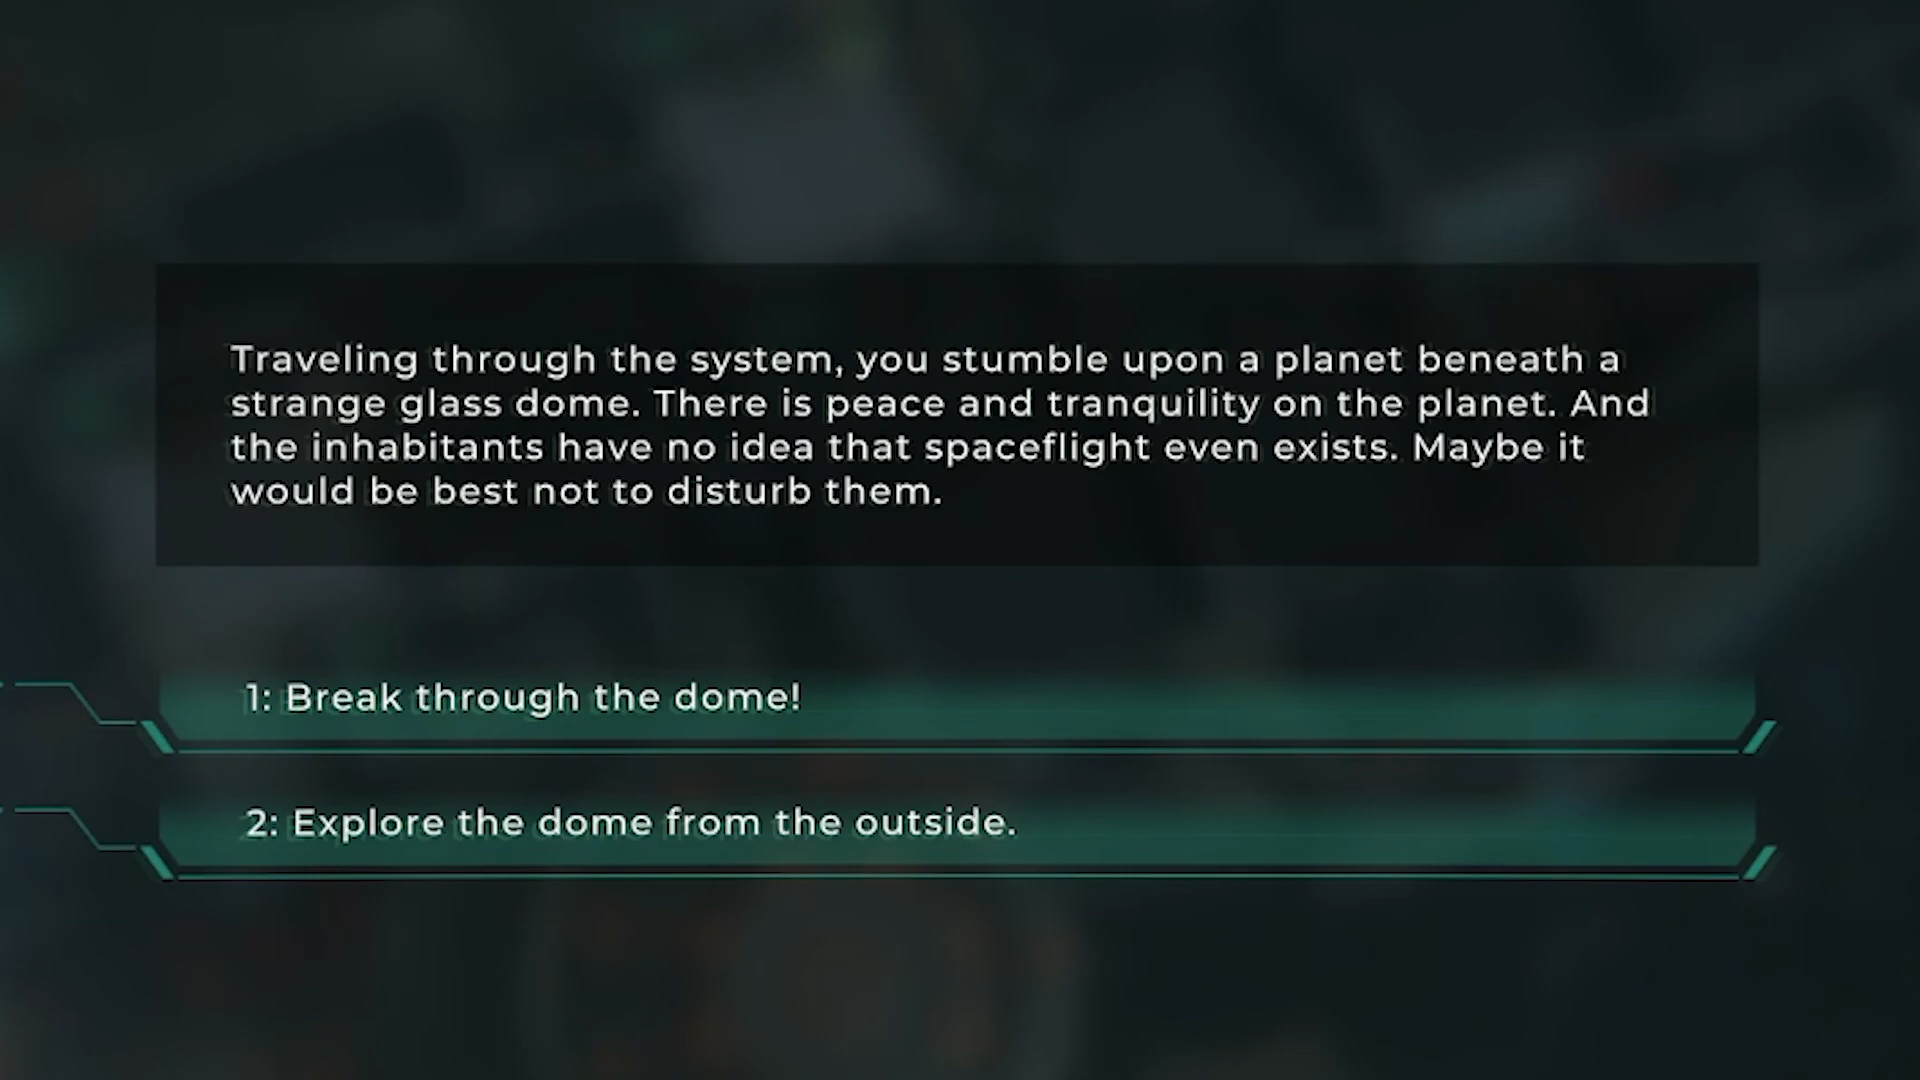 Traveling through the system, you stumble upon a planet beneath a
strange glass dome. There is peace and tranquility on the planet. And
the inhabitants have no idea that spaceflight even exists. Maybe it
would be best not to disturb them.
1: Break through the dome!
2: Explore the dome from the outside.